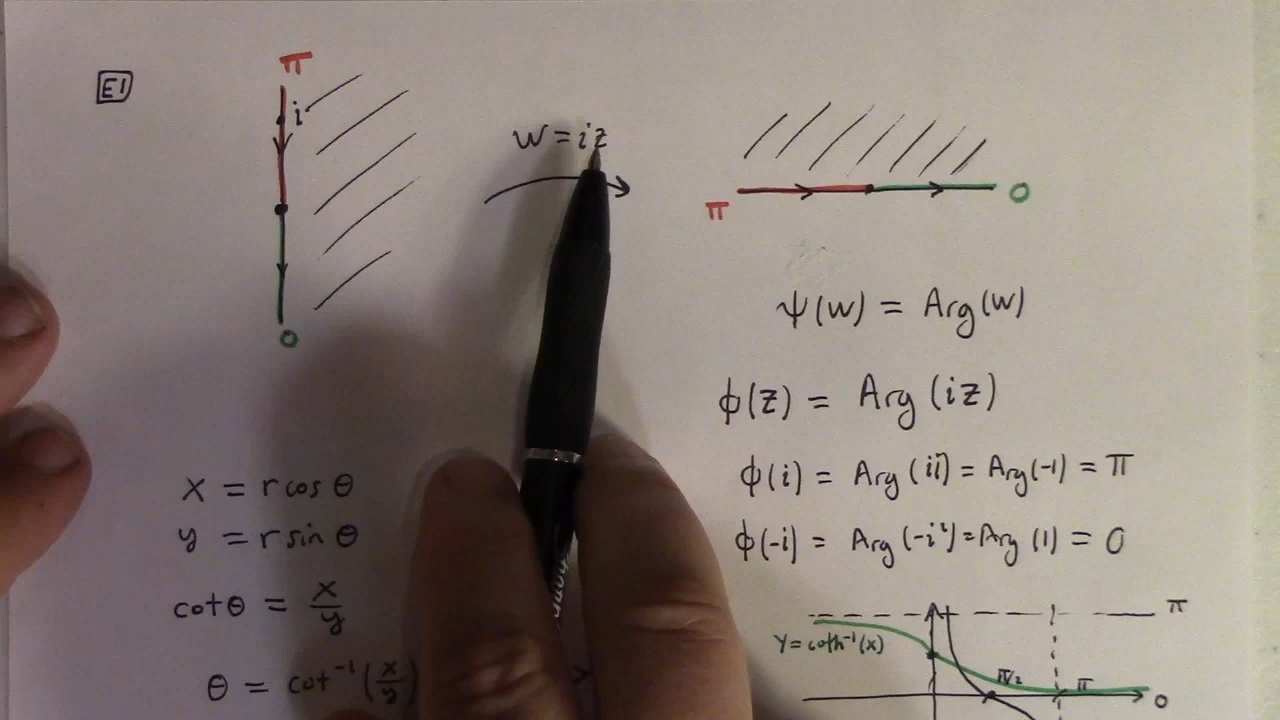 E1
π
i
0
w = iz
π
0
ψ(w) = Arg(w)
ϕ(z) = Arg(iz)
ϕ(i) = Arg(ii) = Arg(-1) = π
ϕ(-i) = Arg(-i²) = Arg(1) = 0
x = r cos θ
y = r sin θ
cot θ = x/y
θ = cot⁻¹(x/y)
π
y = coth⁻¹(x)
π/2
π
0